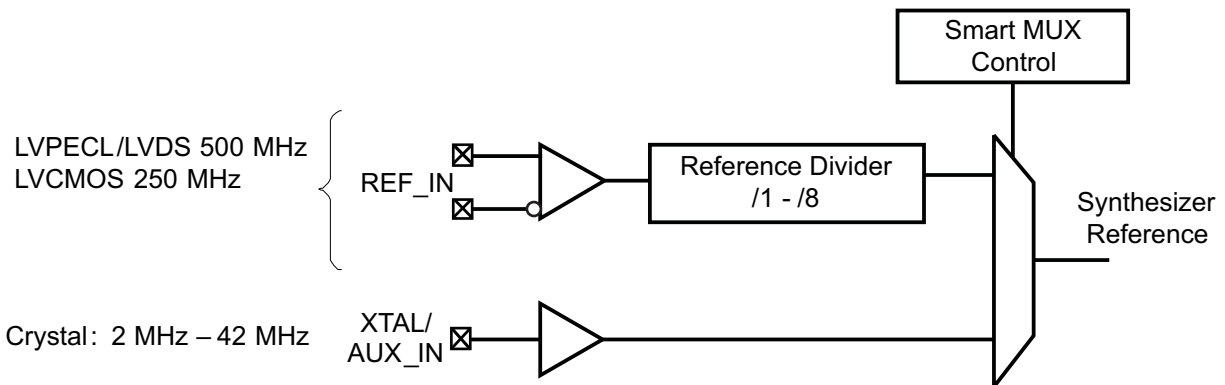 Smart MUX
Control
LVPECL/LVDS 500 MHz
LVCMOS 250 MHz
REF_IN
Reference Divider
/1 - /8
Synthesizer
Reference
Crystal: 2 MHz – 42 MHz
XTAL/
AUX_IN